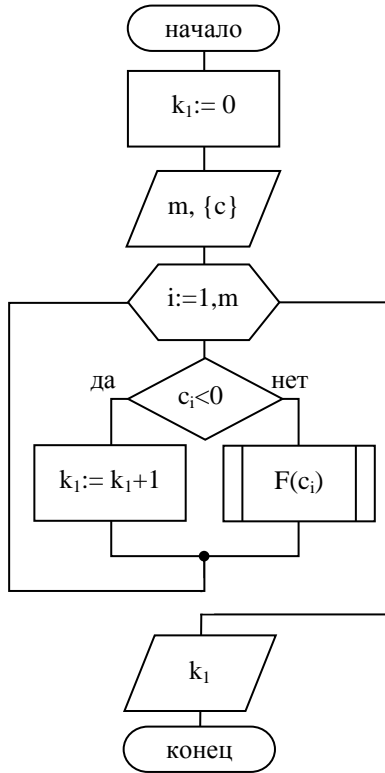 начало
k₁:= 0
m, {c}
i:=1,m
да
cᵢ<0
нет
k₁:= k₁+1
F(cᵢ)
k₁
конец